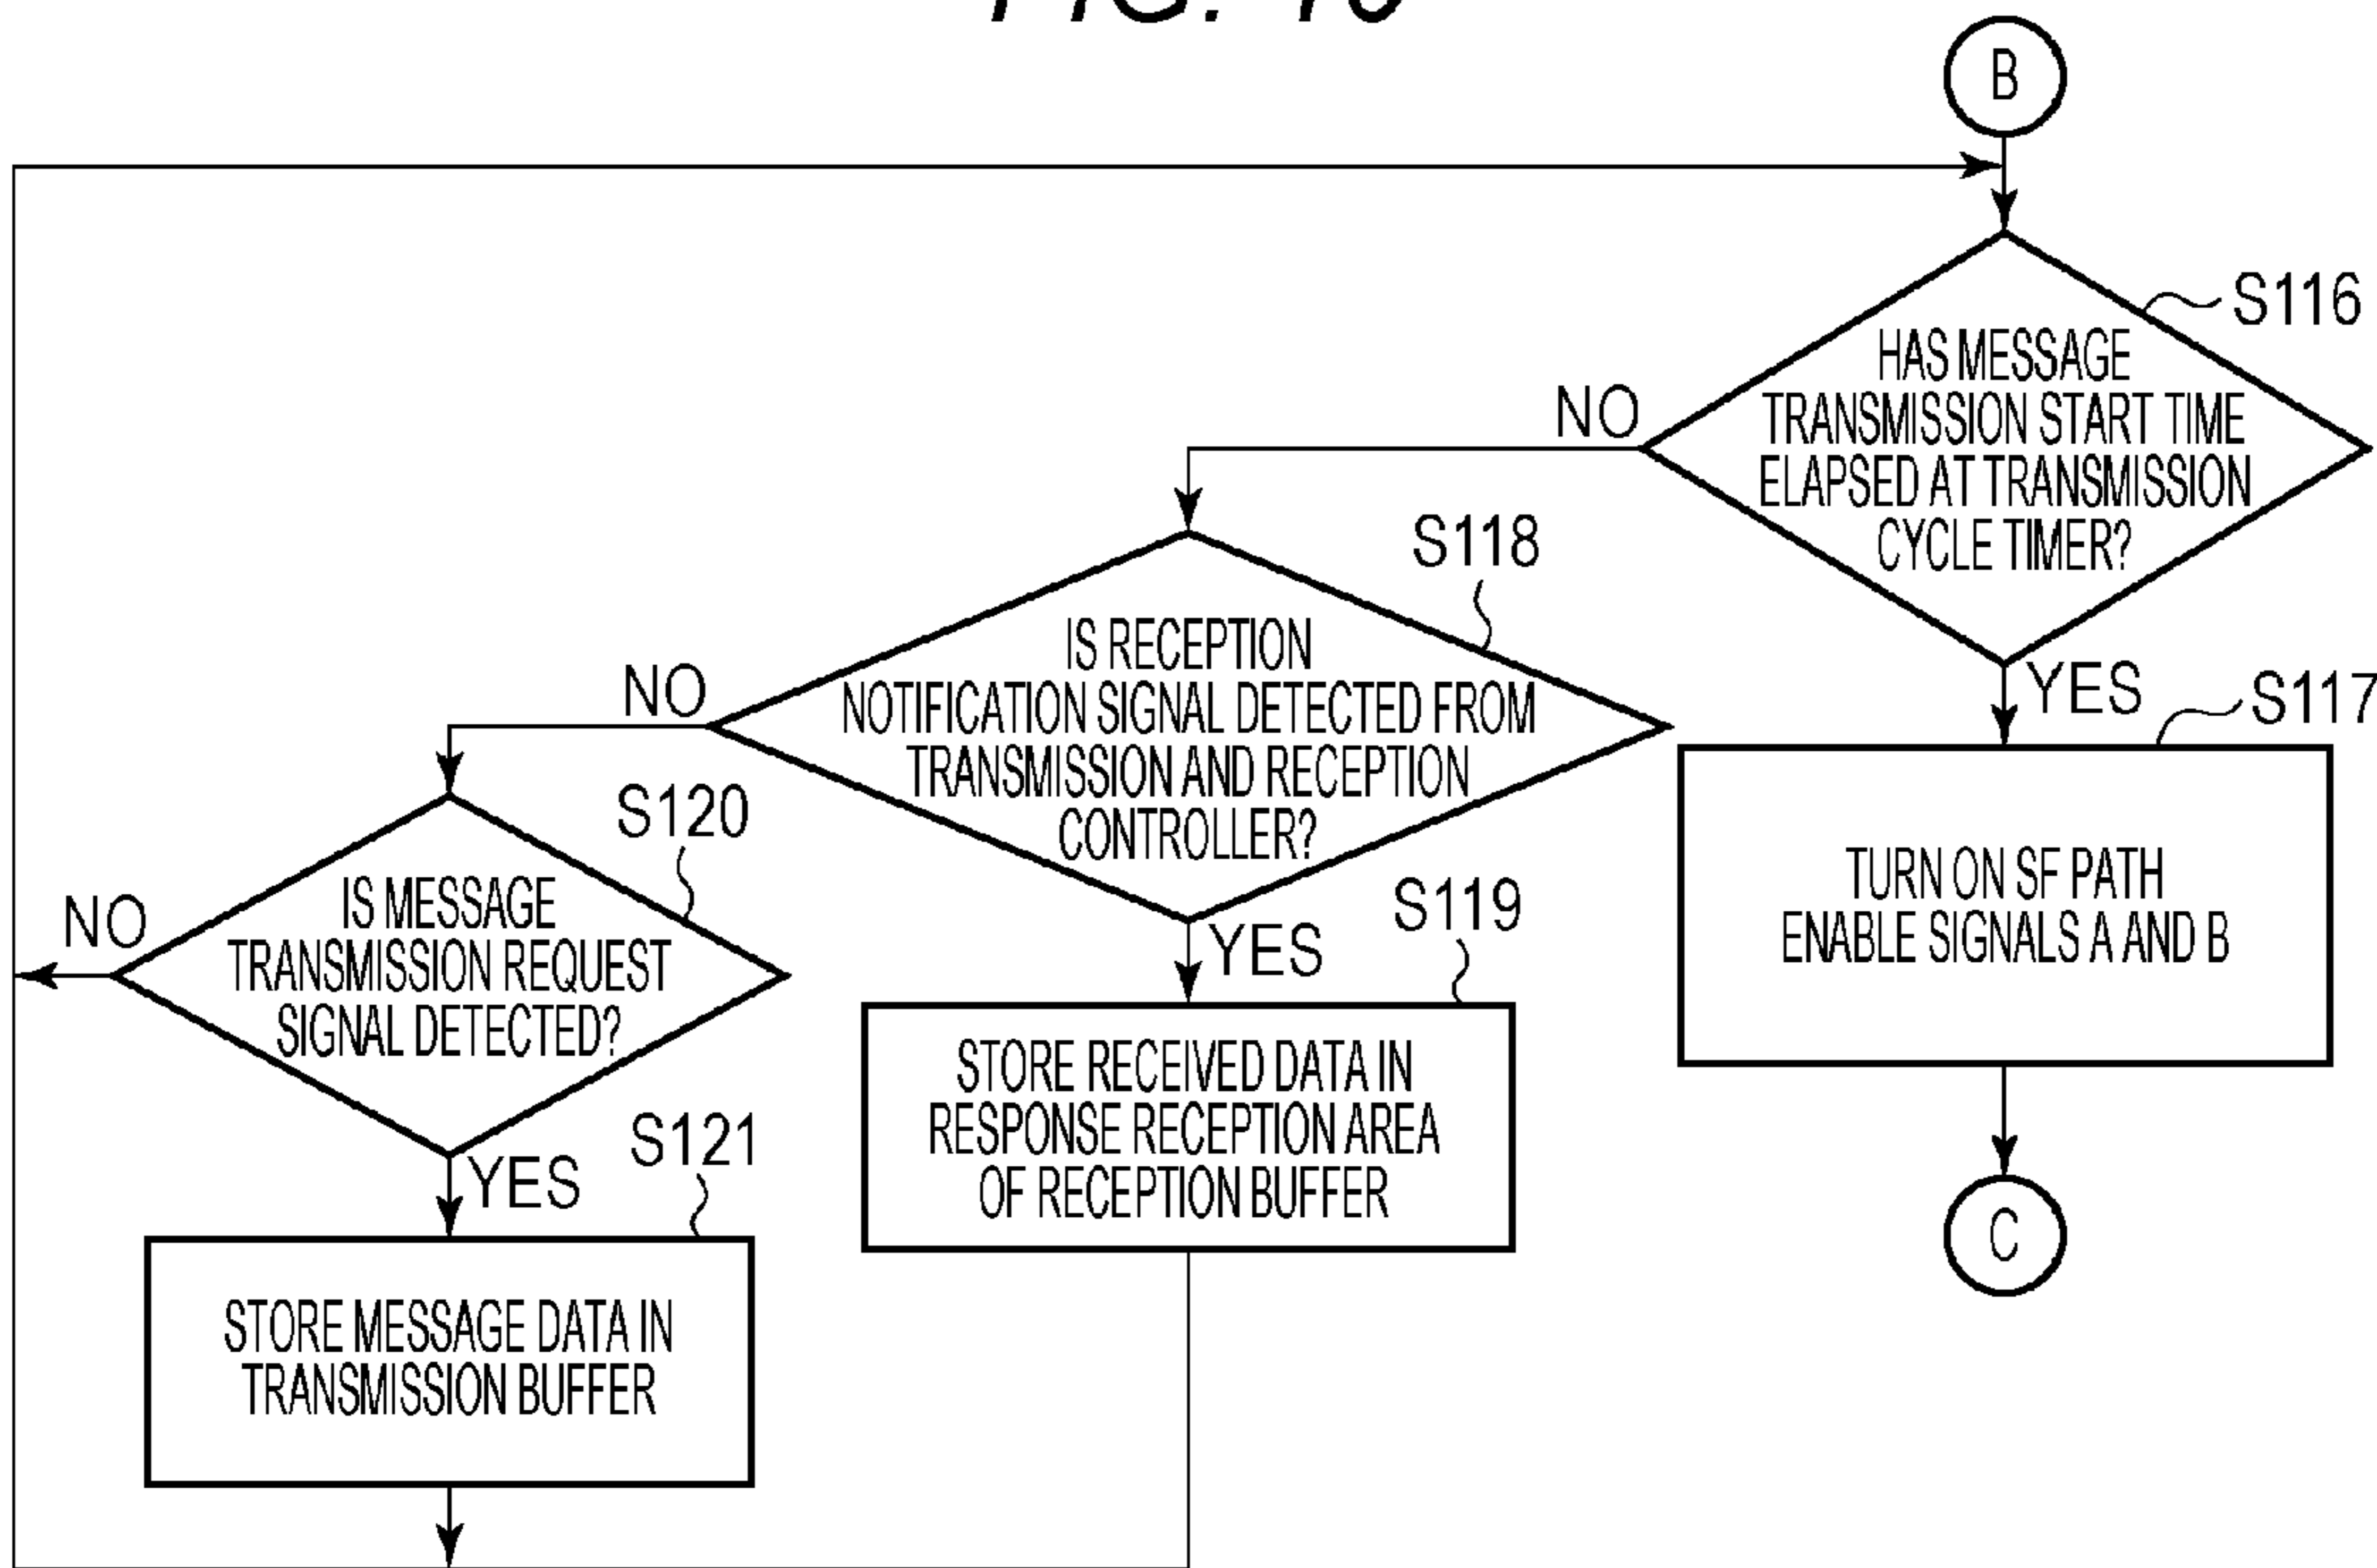 FIG.
B
S116
HAS MESSAGE
TRANSMISSION START TIME
ELAPSED AT TRANSMISSION
CYCLE TIMER?
NO
YES
S117
TURN ON SF PATH
ENABLE SIGNALS A AND B
C
S118
IS RECEPTION
NOTIFICATION SIGNAL DETECTED FROM
TRANSMISSION AND RECEPTION
CONTROLLER?
NO
YES
S119
STORE RECEIVED DATA IN
RESPONSE RECEPTION AREA
OF RECEPTION BUFFER
S120
IS MESSAGE
TRANSMISSION REQUEST
SIGNAL DETECTED?
NO
YES
S121
STORE MESSAGE DATA IN
TRANSMISSION BUFFER